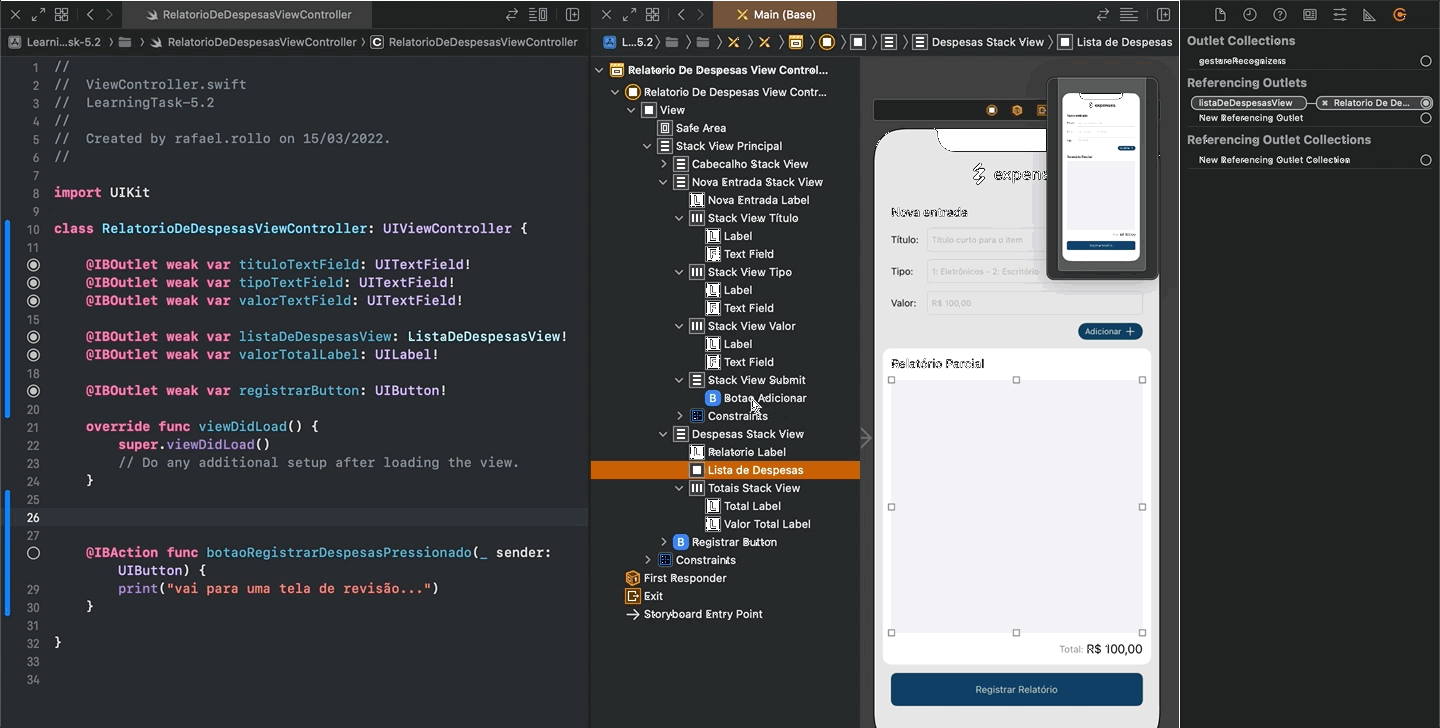 RelatorioDeDespesasViewController
Learni...sk-5.2
RelatorioDeDespesasViewController
C RelatorioDeDespesasViewController
1 //
2 //  ViewController.swift
3 //  LearningTask-5.2
4 //
5 //  Created by rafael.rollo on 15/03/2022.
6 //
7
8 import UIKit
9
10 class RelatorioDeDespesasViewController: UIViewController {
11
@IBOutlet weak var tituloTextField: UITextField!
@IBOutlet weak var tipoTextField: UITextField!
@IBOutlet weak var valorTextField: UITextField!
15
@IBOutlet weak var listaDeDespesasView: ListaDeDespesasView!
@IBOutlet weak var valorTotalLabel: UILabel!
18
@IBOutlet weak var registrarButton: UIButton!
20
21 override func viewDidLoad() {
22 super.viewDidLoad()
23 // Do any additional setup after loading the view.
24 }
25
26
27
@IBAction func botaoRegistrarDespesasPressionado(_ sender:
UIButton) {
29 print("vai para uma tela de revisão...")
30 }
31
32 }
33
34
Main (Base)
L...5.2
Despesas Stack View
Lista de Despesas
Relatorio De Despesas View Control...
Relatorio De Despesas View Contr...
View
Safe Area
Stack View Principal
Cabecalho Stack View
Nova Entrada Stack View
L Nova Entrada Label
Stack View Título
L Label
F Text Field
Stack View Tipo
L Label
F Text Field
Stack View Valor
L Label
F Text Field
Stack View Submit
B Botao Adicionar
Constraints
Despesas Stack View
L Relatorio Label
Lista de Despesas
Totais Stack View
L Total Label
L Valor Total Label
B Registrar Button
Constraints
First Responder
Exit
Storyboard Entry Point
expens
Nova entrada
Título: Título curto para o item
Tipo: 1: Eletrônicos - 2: Escritório
Valor: R$ 100,00
Adicionar +
Relatório Parcial
Total: R$ 100,00
Registrar Relatório
expenses
Nova entrada
Relatório Parcial
Outlet Collections
gestureRecognizers
Referencing Outlets
listaDeDespesasView
Relatorio De De...
New Referencing Outlet
Referencing Outlet Collections
New Referencing Outlet Collection